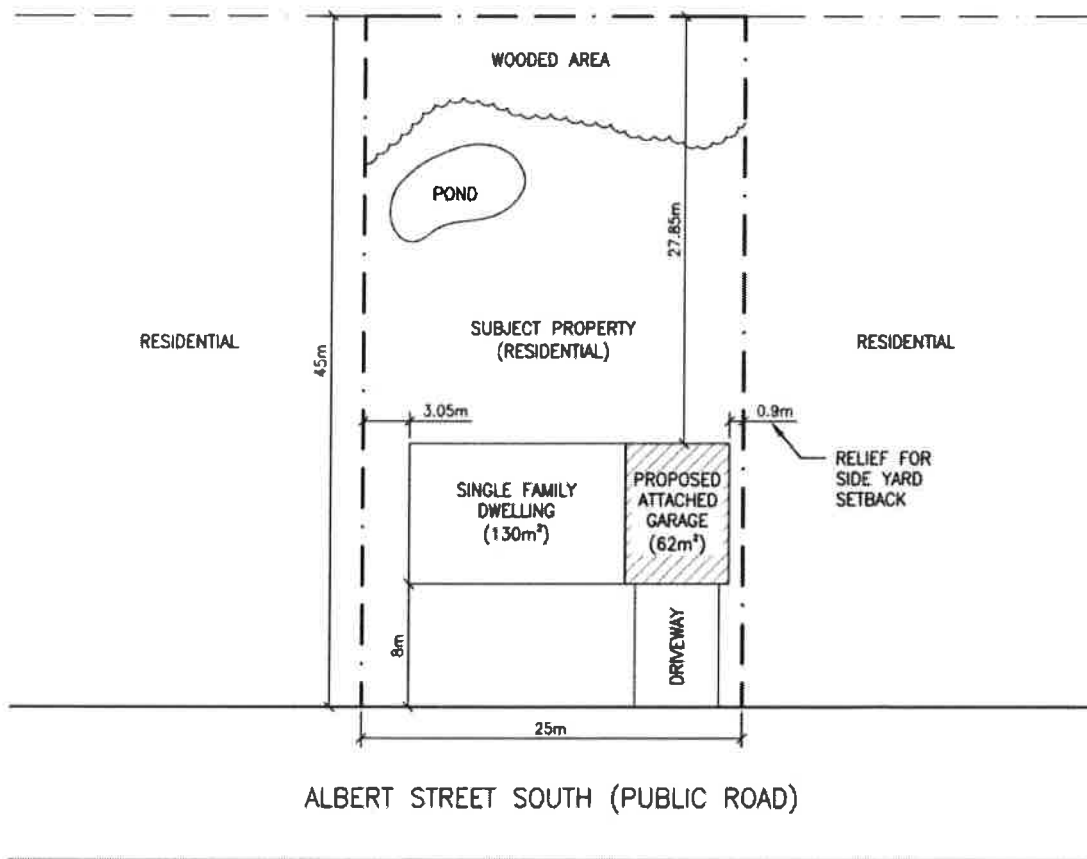 WOODED AREA
POND
27.85m
RESIDENTIAL
45m
SUBJECT PROPERTY
(RESIDENTIAL)
RESIDENTIAL
3.05m
0.9m
RELIEF FOR
SIDE YARD
SETBACK
SINGLE FAMILY
DWELLING
(130m²)
PROPOSED
ATTACHED
GARAGE
(62m²)
8m
DRIVEWAY
25m
ALBERT STREET SOUTH (PUBLIC ROAD)